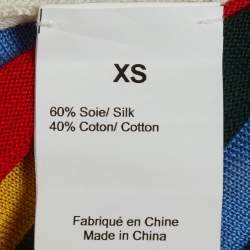 XS
60% Soie/ Silk
40% Coton/ Cotton
Fabriqué en Chine
Made in China